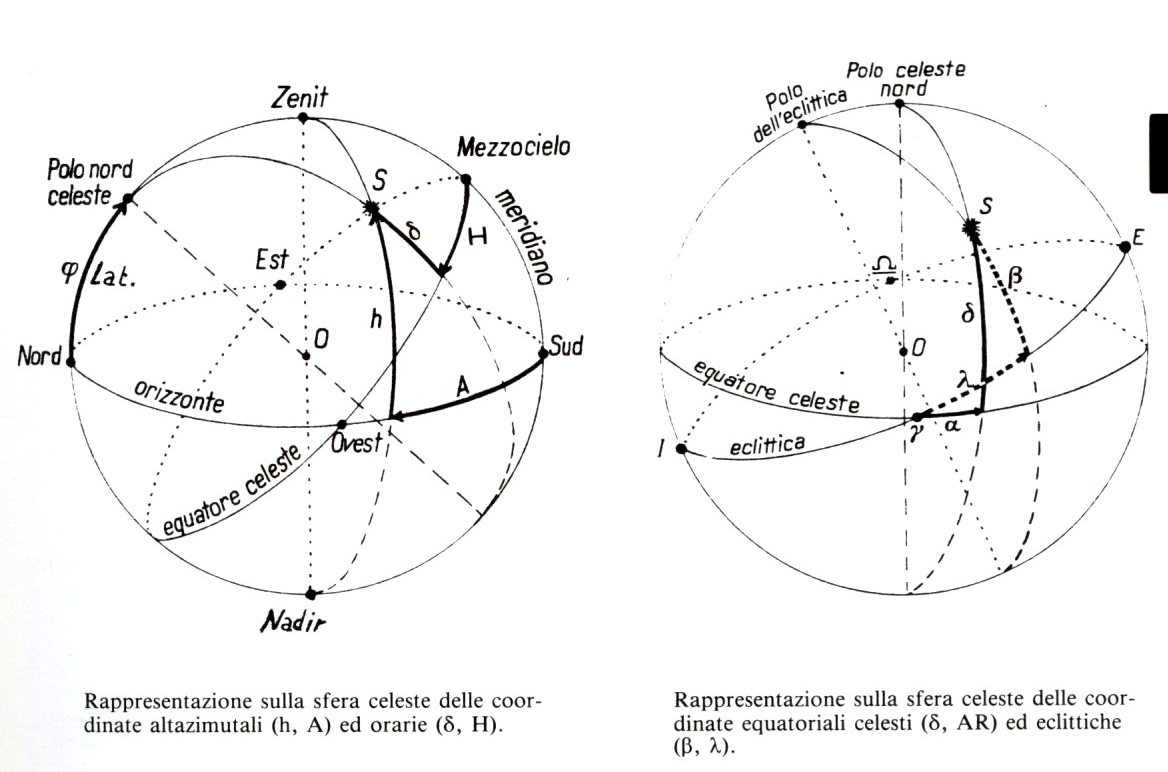 Zenit
Mezzocielo
Polo nord
celeste
S
meridiano
δ
H
φ Lat.
Est
h
O
Nord
Sud
A
orizzonte
Ovest
equatore celeste
Nadir
Rappresentazione sulla sfera celeste delle coor-
dinate altazimutali (h, A) ed orarie (δ, H).
Polo celeste
nord
Polo
dell'eclittica
S
E
Ω
β
δ
O
λ
equatore celeste
γ
α
I
eclittica
Rappresentazione sulla sfera celeste delle coor-
dinate equatoriali celesti (δ, AR) ed eclittiche
(β, λ).